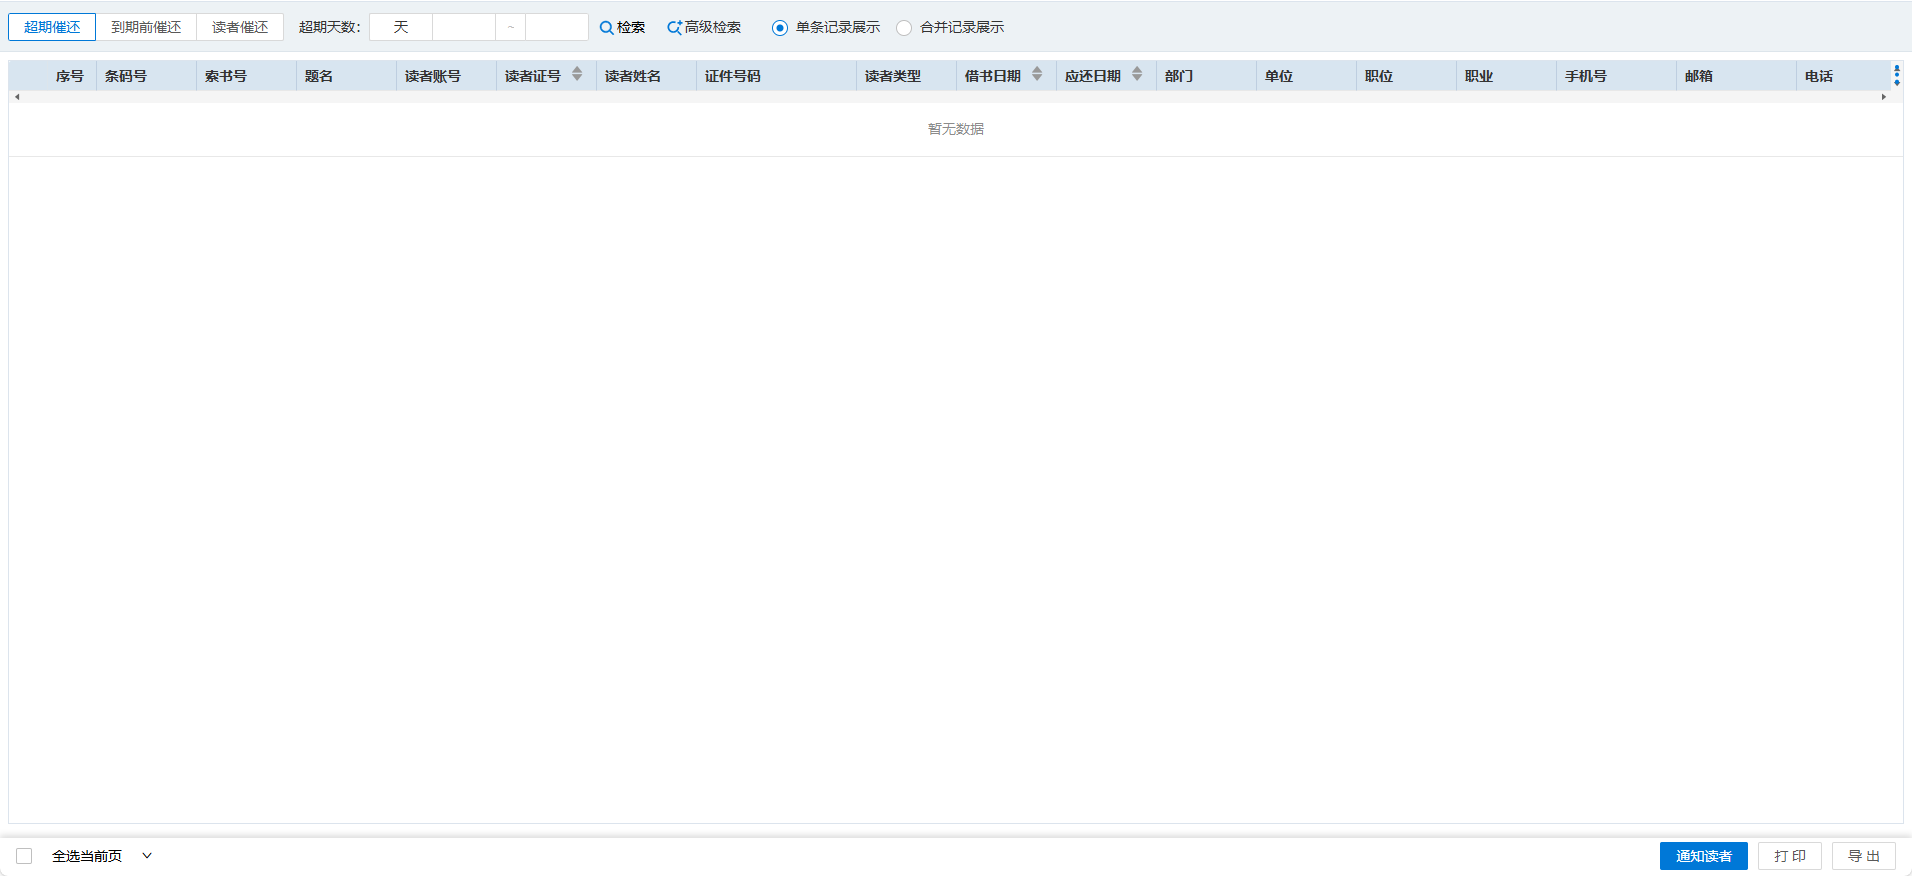 超期催还 到期前催还 读者催还 超期天数: 天 ~ 检索 高级检索 单条记录展示 合并记录展示
序号 条码号 索书号 题名 读者账号 读者证号 读者姓名 证件号码 读者类型 借书日期 应还日期 部门 单位 职位 职业 手机号 邮箱 电话
暂无数据
全选当前页 通知读者 打印 导出